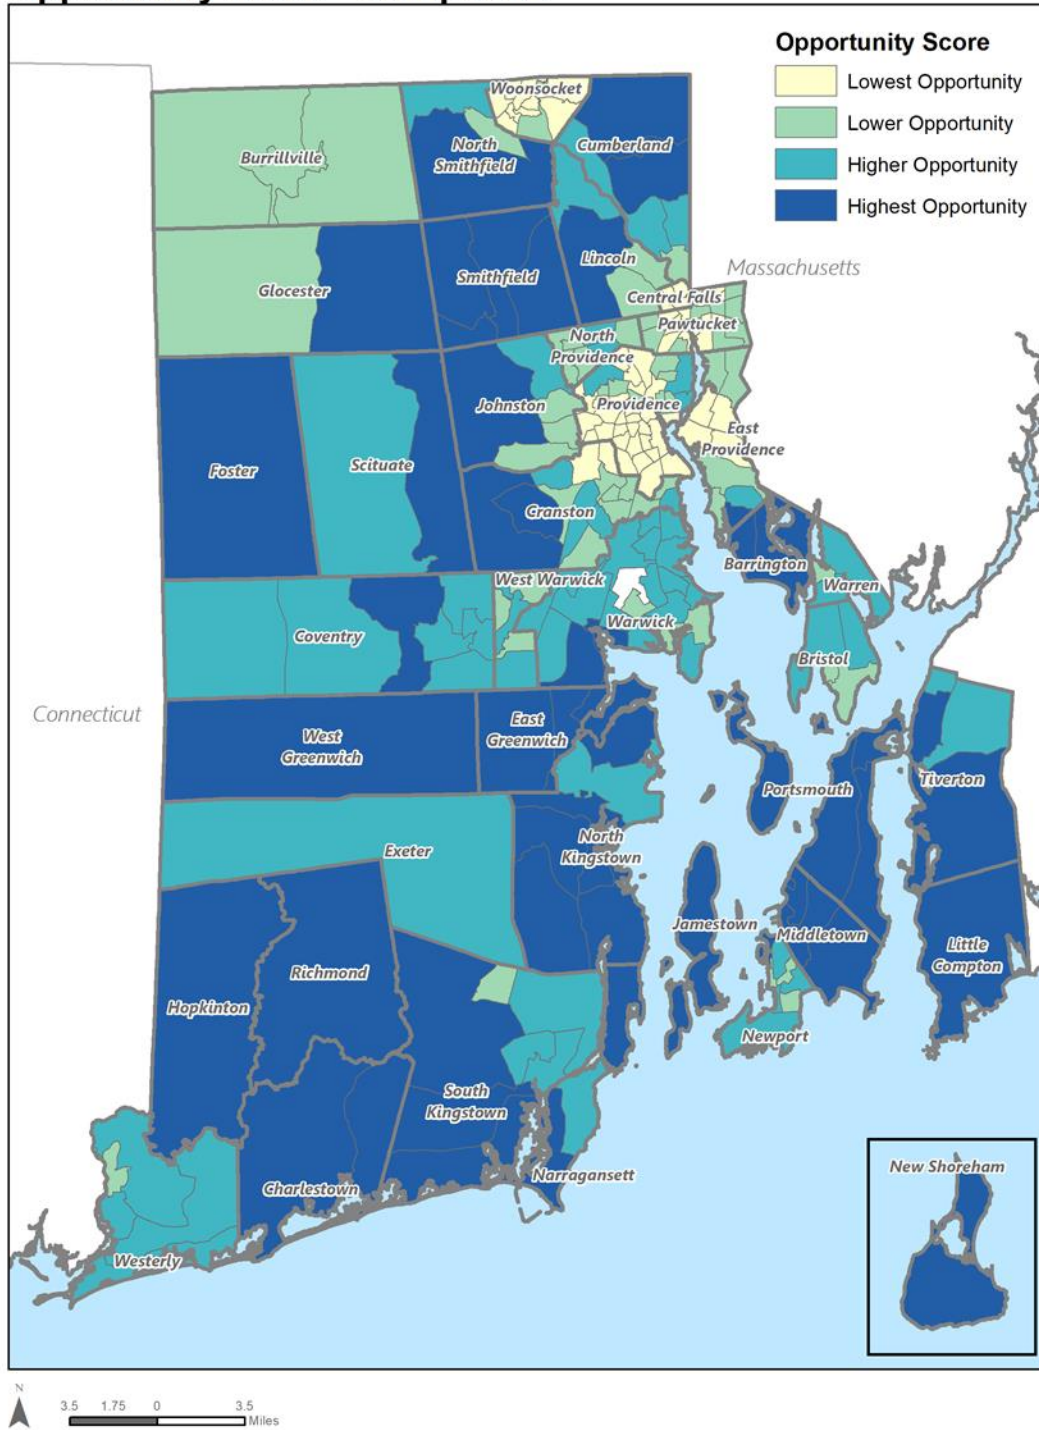 Opportunity Score
Lowest Opportunity
Lower Opportunity
Higher Opportunity
Highest Opportunity
Woonsocket
Burrillville
North
Smithfield
Cumberland
Massachusetts
Lincoln
Smithfield
Glocester
Central Falls
Pawtucket
North
Providence
Johnston
Providence
East
Providence
Foster
Scituate
Cranston
Barrington
West Warwick
Warren
Warwick
Coventry
Bristol
Connecticut
West
Greenwich
East
Greenwich
Tiverton
Portsmouth
North
Kingstown
Exeter
Jamestown
Middletown
Little
Compton
Richmond
Hopkinton
Newport
South
Kingstown
New Shoreham
Narragansett
Charlestown
Westerly
N
3.5 1.75 0 3.5
Miles